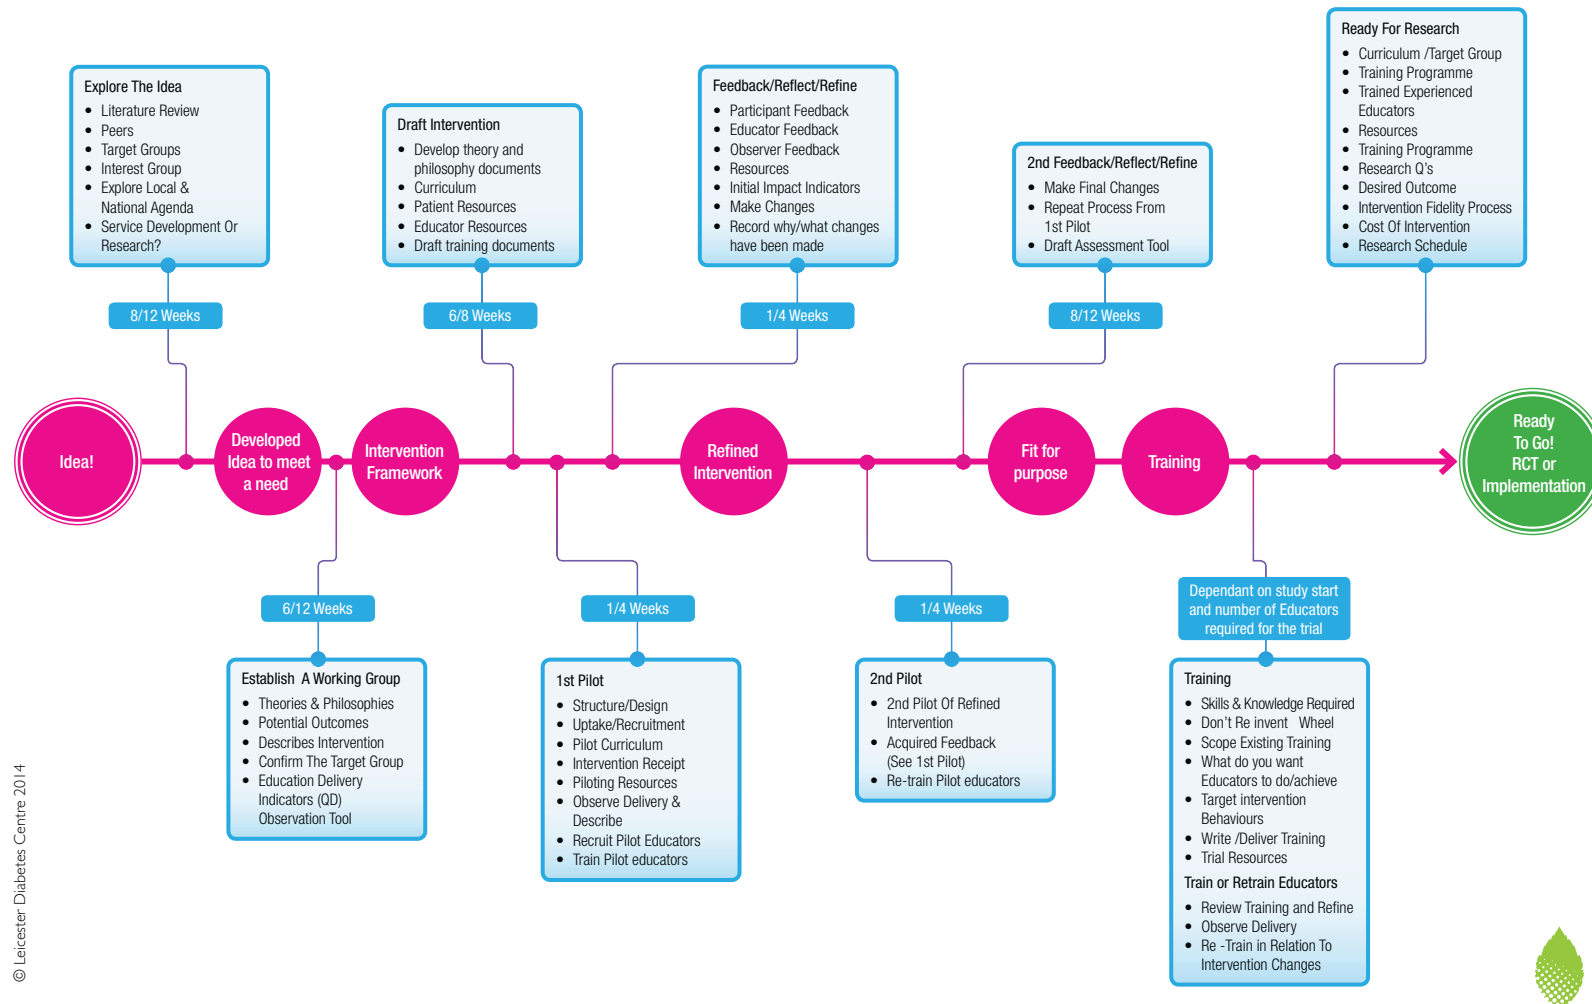 Explore The Idea
• Literature Review
• Peers
• Target Groups
• Interest Group
• Explore Local &
National Agenda
• Service Development Or
Research?
8/12 Weeks
Draft Intervention
• Develop theory and
philosophy documents
• Curriculum
• Patient Resources
• Educator Resources
• Draft training documents
6/8 Weeks
Feedback/Reflect/Refine
• Participant Feedback
• Educator Feedback
• Observer Feedback
• Resources
• Initial Impact Indicators
• Make Changes
• Record why/what changes
have been made
1/4 Weeks
2nd Feedback/Reflect/Refine
• Make Final Changes
• Repeat Process From
1st Pilot
• Draft Assessment Tool
8/12 Weeks
Ready For Research
• Curriculum /Target Group
• Training Programme
• Trained Experienced
Educators
• Resources
• Training Programme
• Research Q's
• Desired Outcome
• Intervention Fidelity Process
• Cost Of Intervention
• Research Schedule
Idea!
Developed
Idea to meet
a need
Intervention
Framework
Refined
Intervention
Fit for
purpose
Training
Ready
To Go!
RCT or
Implementation
6/12 Weeks
Establish A Working Group
• Theories & Philosophies
• Potential Outcomes
• Describes Intervention
• Confirm The Target Group
• Education Delivery
Indicators (QD)
Observation Tool
1/4 Weeks
1st Pilot
• Structure/Design
• Uptake/Recruitment
• Pilot Curriculum
• Intervention Receipt
• Piloting Resources
• Observe Delivery &
Describe
• Recruit Pilot Educators
• Train Pilot educators
1/4 Weeks
2nd Pilot
• 2nd Pilot Of Refined
Intervention
• Acquired Feedback
(See 1st Pilot)
• Re-train Pilot educators
Dependant on study start
and number of Educators
required for the trial
Training
• Skills & Knowledge Required
• Don't Re invent Wheel
• Scope Existing Training
• What do you want
Educators to do/achieve
• Target intervention
Behaviours
• Write /Deliver Training
• Trial Resources
Train or Retrain Educators
• Review Training and Refine
• Observe Delivery
• Re -Train in Relation To
Intervention Changes
© Leicester Diabetes Centre 2014